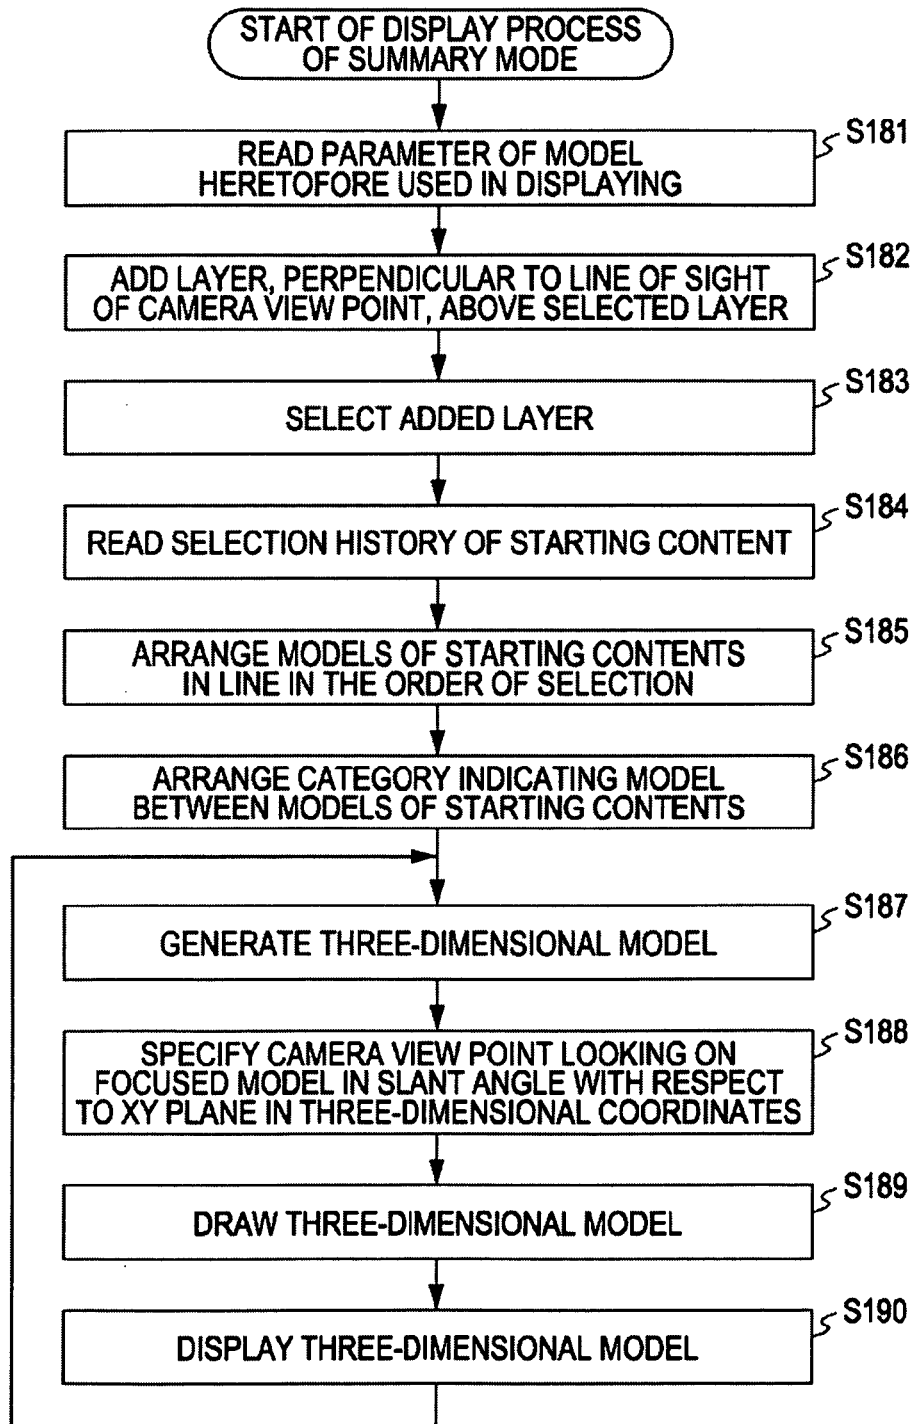 START OF DISPLAY PROCESS
OF SUMMARY MODE
S181
READ PARAMETER OF MODEL
HERETOFORE USED IN DISPLAYING
S182
ADD LAYER, PERPENDICULAR TO LINE OF SIGHT
OF CAMERA VIEW POINT, ABOVE SELECTED LAYER
S183
SELECT ADDED LAYER
S184
READ SELECTION HISTORY OF STARTING CONTENT
S185
ARRANGE MODELS OF STARTING CONTENTS
IN LINE IN THE ORDER OF SELECTION
S186
ARRANGE CATEGORY INDICATING MODEL
BETWEEN MODELS OF STARTING CONTENTS
S187
GENERATE THREE-DIMENSIONAL MODEL
S188
SPECIFY CAMERA VIEW POINT LOOKING ON
FOCUSED MODEL IN SLANT ANGLE WITH RESPECT
TO XY PLANE IN THREE-DIMENSIONAL COORDINATES
S189
DRAW THREE-DIMENSIONAL MODEL
S190
DISPLAY THREE-DIMENSIONAL MODEL